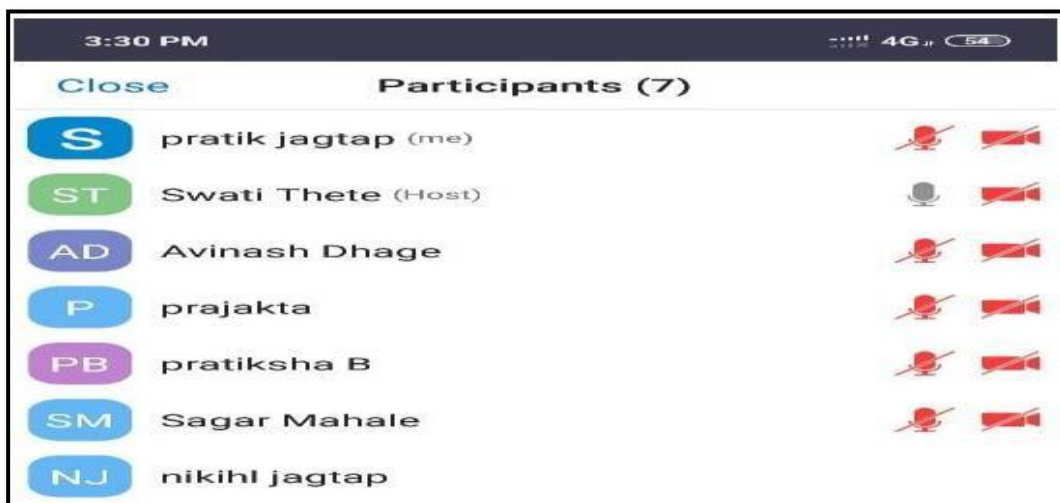 3:30 PM 4G 54
Close Participants (7)
S pratik jagtap (me)
ST Swati Thete (Host)
AD Avinash Dhage
P prajakta
PB pratiksha B
SM Sagar Mahale
NJ nikihl jagtap